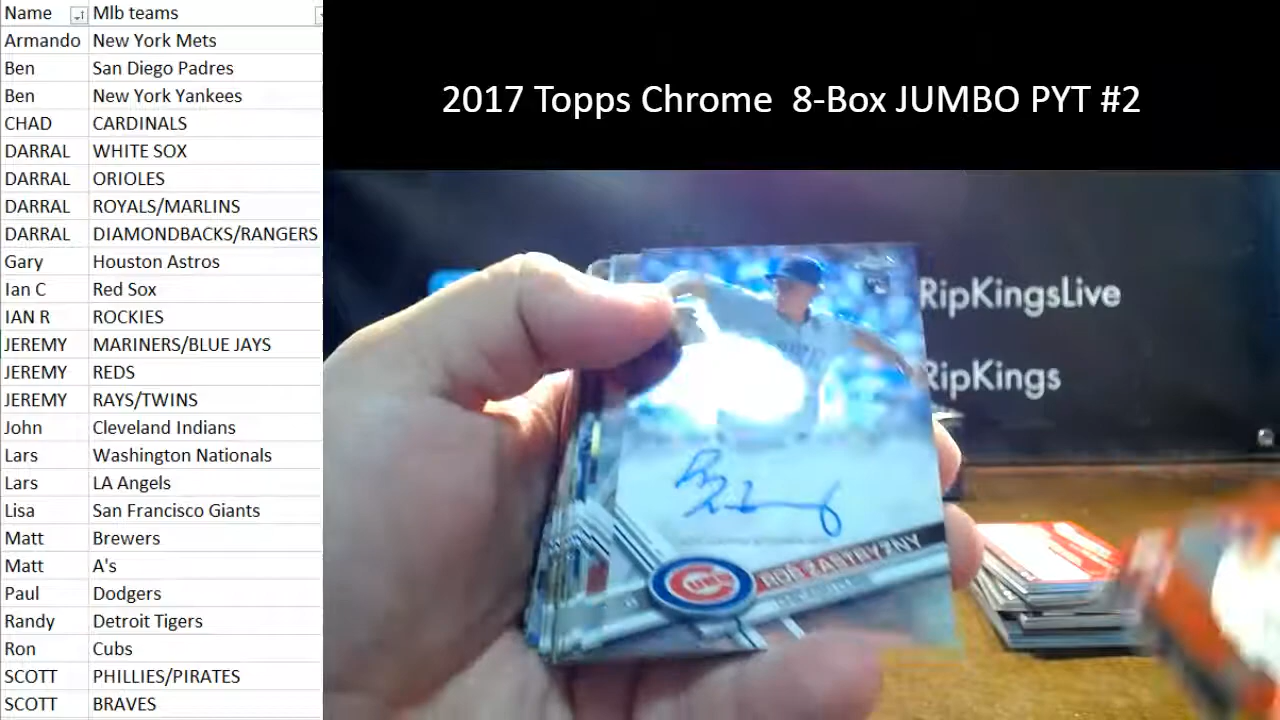 Name Mlb teams
Armando New York Mets
Ben San Diego Padres
Ben New York Yankees
CHAD CARDINALS
DARRAL WHITE SOX
DARRAL ORIOLES
DARRAL ROYALS/MARLINS
DARRAL DIAMONDBACKS/RANGERS
Gary Houston Astros
Ian C Red Sox
IAN R ROCKIES
JEREMY MARINERS/BLUE JAYS
JEREMY REDS
JEREMY RAYS/TWINS
John Cleveland Indians
Lars Washington Nationals
Lars LA Angels
Lisa San Francisco Giants
Matt Brewers
Matt A's
Paul Dodgers
Randy Detroit Tigers
Ron Cubs
SCOTT PHILLIES/PIRATES
SCOTT BRAVES
2017 Topps Chrome 8-Box JUMBO PYT #2
RipKingsLive
RipKings
ROB ZASTRYZNY
CUBS